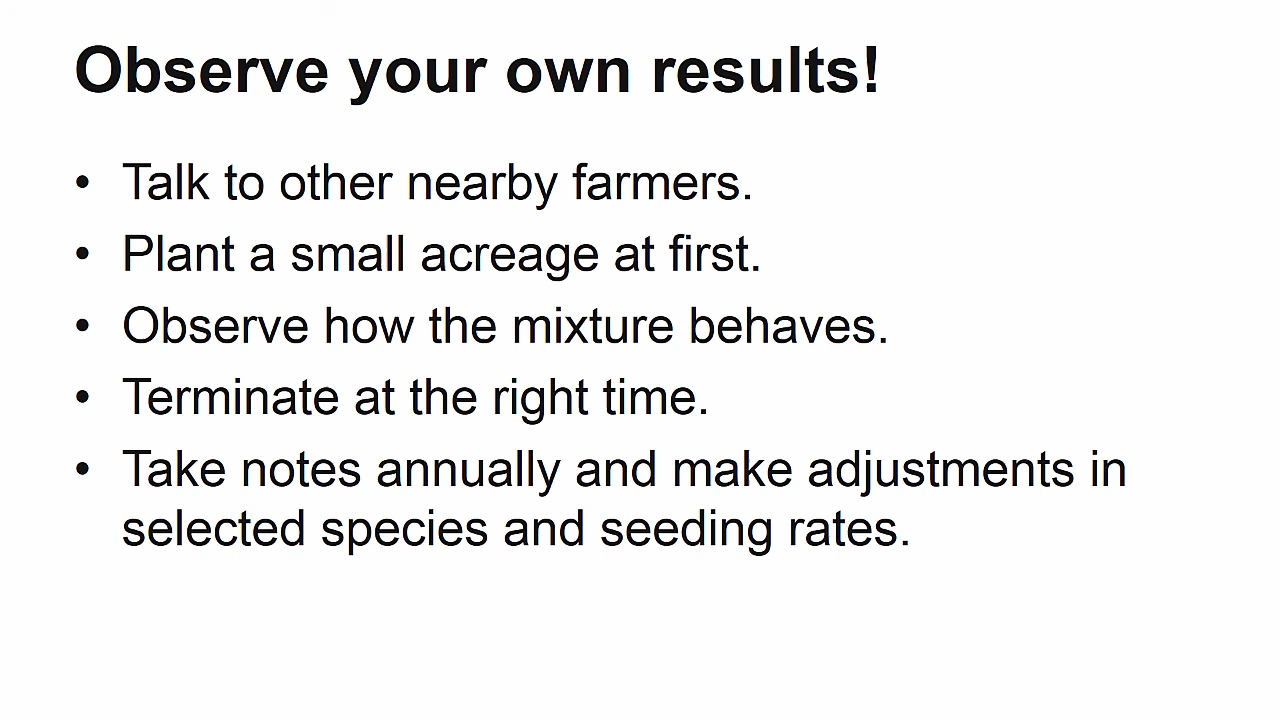 Observe your own results!
• Talk to other nearby farmers.
• Plant a small acreage at first.
• Observe how the mixture behaves.
• Terminate at the right time.
• Take notes annually and make adjustments in
selected species and seeding rates.